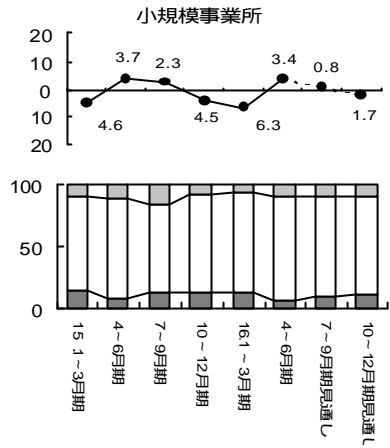 小規模事業所
20
10
0
10
20
3.7
2.3
3.4
0.8
4.6
4.5
6.3
1.7
100
50
0
15.1~3月期
4~6月期
7~9月期
10~12月期
16.1~3月期
4~6月期
7~9月期見通し
10~12月期見通し